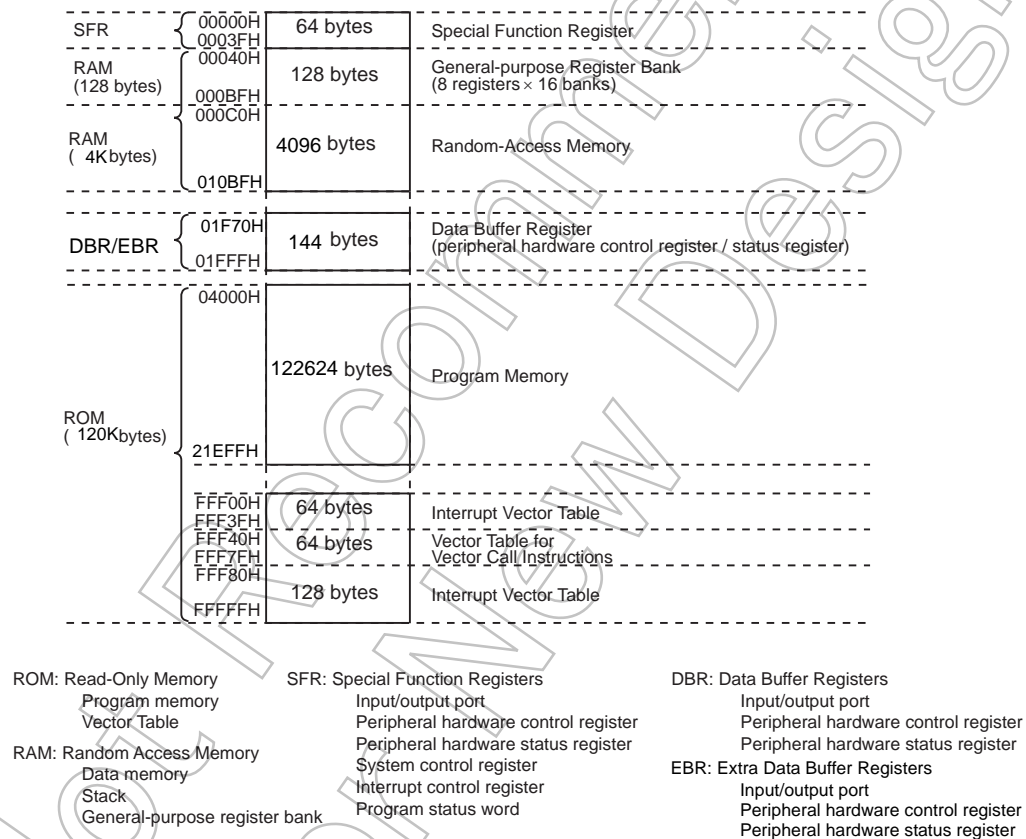 SFR 00000H 64 bytes Special Function Register
0003FH
RAM 00040H 128 bytes General-purpose Register Bank
(128 bytes) 000BFH (8 registers × 16 banks)
000C0H
RAM 4096 bytes Random-Access Memory
( 4Kbytes)
010BFH
DBR/EBR 01F70H 144 bytes Data Buffer Register
01FFFH (peripheral hardware control register / status register)
04000H
122624 bytes Program Memory
ROM
( 120Kbytes)
21EFFH
FFF00H 64 bytes Interrupt Vector Table
FFF3FH
FFF40H 64 bytes Vector Table for
FFF7FH Vector Call Instructions
FFF80H 128 bytes Interrupt Vector Table
FFFFFH
ROM: Read-Only Memory
Program memory
Vector Table
RAM: Random Access Memory
Data memory
Stack
General-purpose register bank
SFR: Special Function Registers
Input/output port
Peripheral hardware control register
Peripheral hardware status register
System control register
Interrupt control register
Program status word
DBR: Data Buffer Registers
Input/output port
Peripheral hardware control register
Peripheral hardware status register
EBR: Extra Data Buffer Registers
Input/output port
Peripheral hardware control register
Peripheral hardware status register